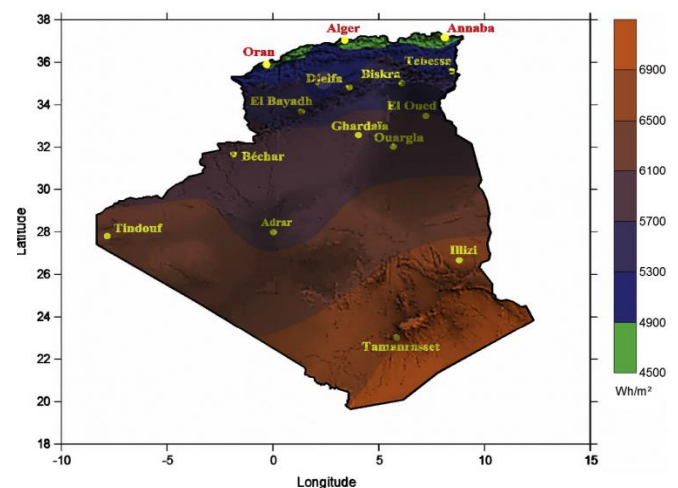 38
36
34
32
30
28
26
24
22
20
18
Latitude
-10
-5
0
5
10
15
Longitude
Oran
Alger
Annaba
Tebessa
Djelfa
Biskra
El Bayadh
El Oued
Ghardaïa
Ouargla
Béchar
Tindouf
Adrar
Illizi
Tamanrasset
6900
6500
6100
5700
5300
4900
4500
Wh/m²